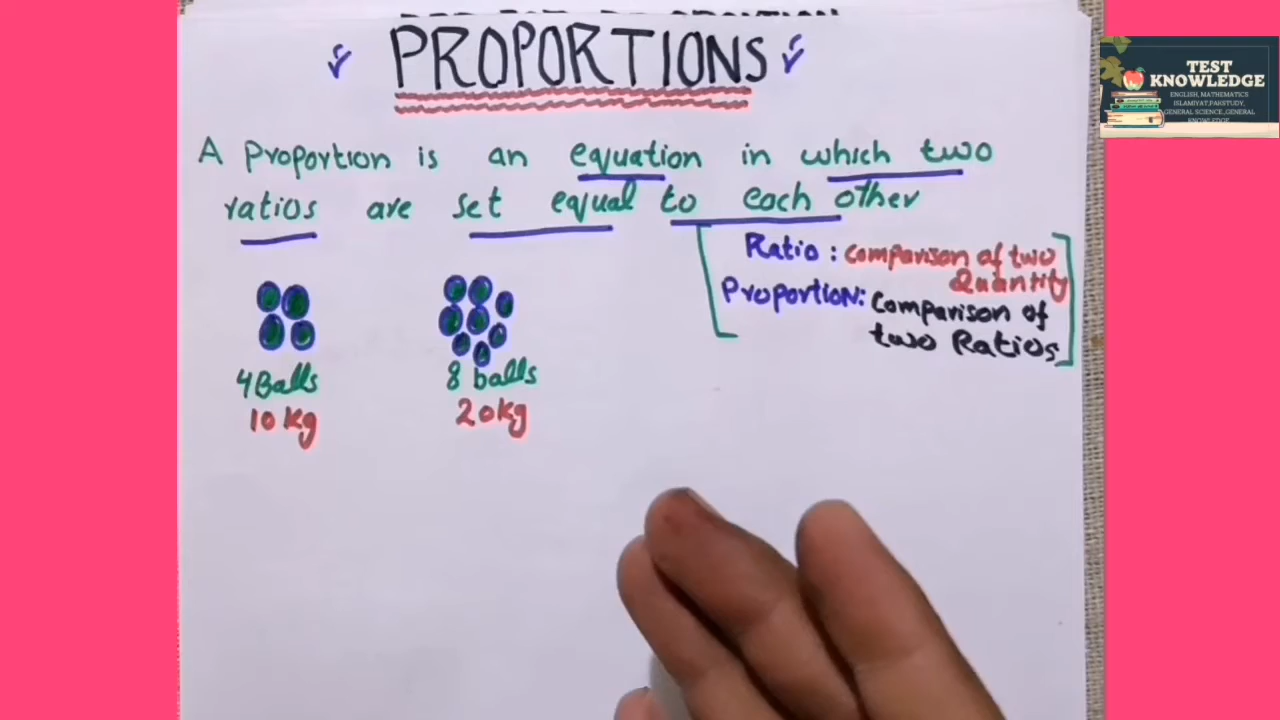 PROPORTIONS
A Proportion is an equation in which two
ratios are set equal to each other
Ratio: Comparison of two
Quantity
Proportion: Comparison of
two Ratios
4 Balls
10 kg
8 balls
20 kg
TEST
KNOWLEDGE
ENGLISH, MATHEMATICS
ISLAMIYAT,PAKSTUDY,
GENERAL SCIENCE,GENERAL
KNOWLEDGE